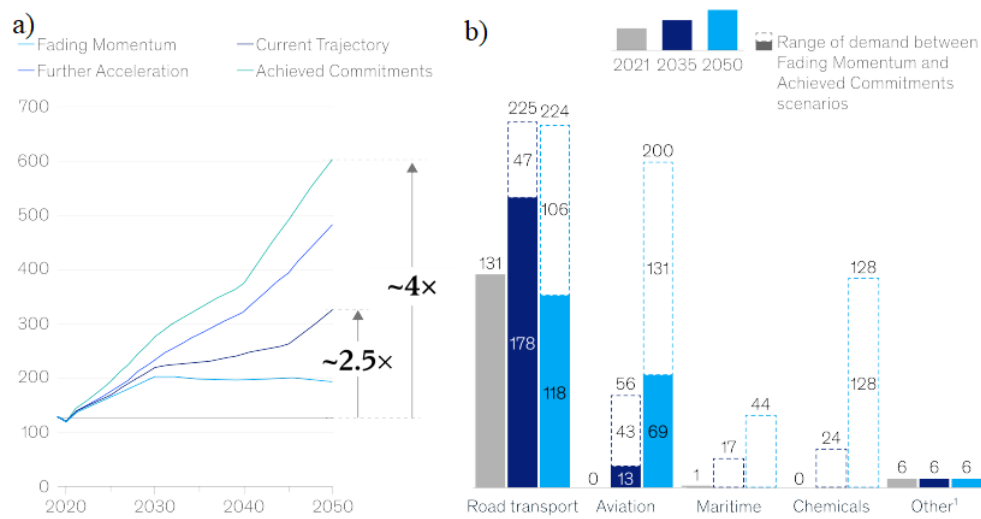 a)
Fading Momentum
Current Trajectory
Further Acceleration
Achieved Commitments
700
600
500
400
300
200
100
0
~4×
~2.5×
2020
2030
2040
2050
b)
2021 2035 2050
Range of demand between
Fading Momentum and
Achieved Commitments
scenarios
225
224
47
106
131
178
118
200
131
56
43
69
0
13
44
17
1
128
128
24
0
6
6
6
Road transport
Aviation
Maritime
Chemicals
Other¹